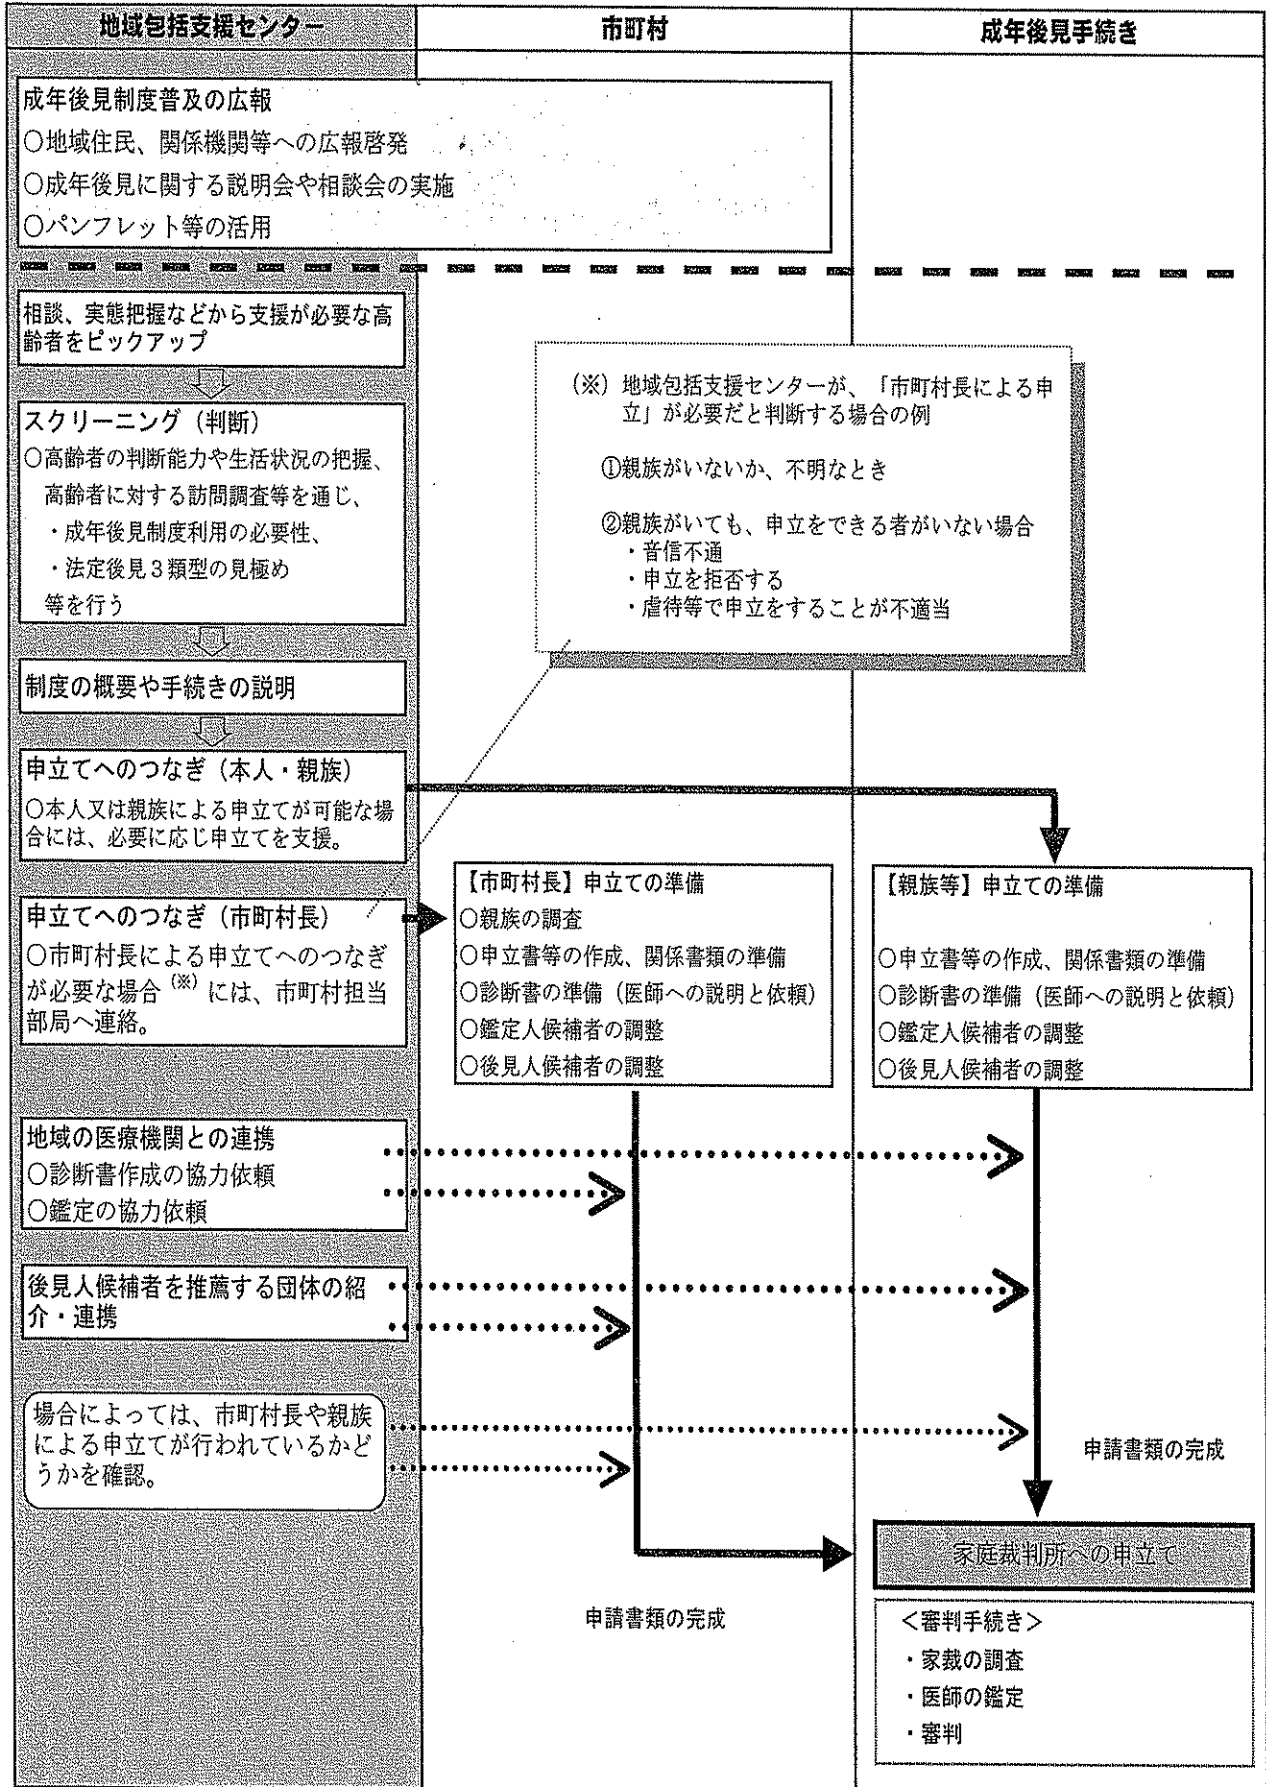 地域包括支援センター
市町村
成年後見手続き
成年後見制度普及の広報
○地域住民、関係機関等への広報啓発
○成年後見に関する説明会や相談会の実施
○パンフレット等の活用
相談、実態把握などから支援が必要な高
齢者をピックアップ
スクリーニング（判断）
○高齢者の判断能力や生活状況の把握、
高齢者に対する訪問調査等を通じ、
・成年後見制度利用の必要性、
・法定後見３類型の見極め
等を行う
制度の概要や手続きの説明
申立てへのつなぎ（本人・親族）
○本人又は親族による申立てが可能な場
合には、必要に応じ申立てを支援。
申立てへのつなぎ（市町村長）
○市町村長による申立てへのつなぎ
が必要な場合（※）には、市町村担当
部局へ連絡。
地域の医療機関との連携
○診断書作成の協力依頼
○鑑定の協力依頼
後見人候補者を推薦する団体の紹
介・連携
場合によっては、市町村長や親族
による申立てが行われているかど
うかを確認。
（※）地域包括支援センターが、「市町村長による申
立」が必要だと判断する場合の例
①親族がいないか、不明なとき
②親族がいても、申立をできる者がいない場合
・音信不通
・申立を拒否する
・虐待等で申立をすることが不適当
【市町村長】申立ての準備
○親族の調査
○申立書等の作成、関係書類の準備
○診断書の準備（医師への説明と依頼）
○鑑定人候補者の調整
○後見人候補者の調整
申請書類の完成
【親族等】申立ての準備
○申立書等の作成、関係書類の準備
○診断書の準備（医師への説明と依頼）
○鑑定人候補者の調整
○後見人候補者の調整
申請書類の完成
家庭裁判所への申立て
＜審判手続き＞
・家裁の調査
・医師の鑑定
・審判